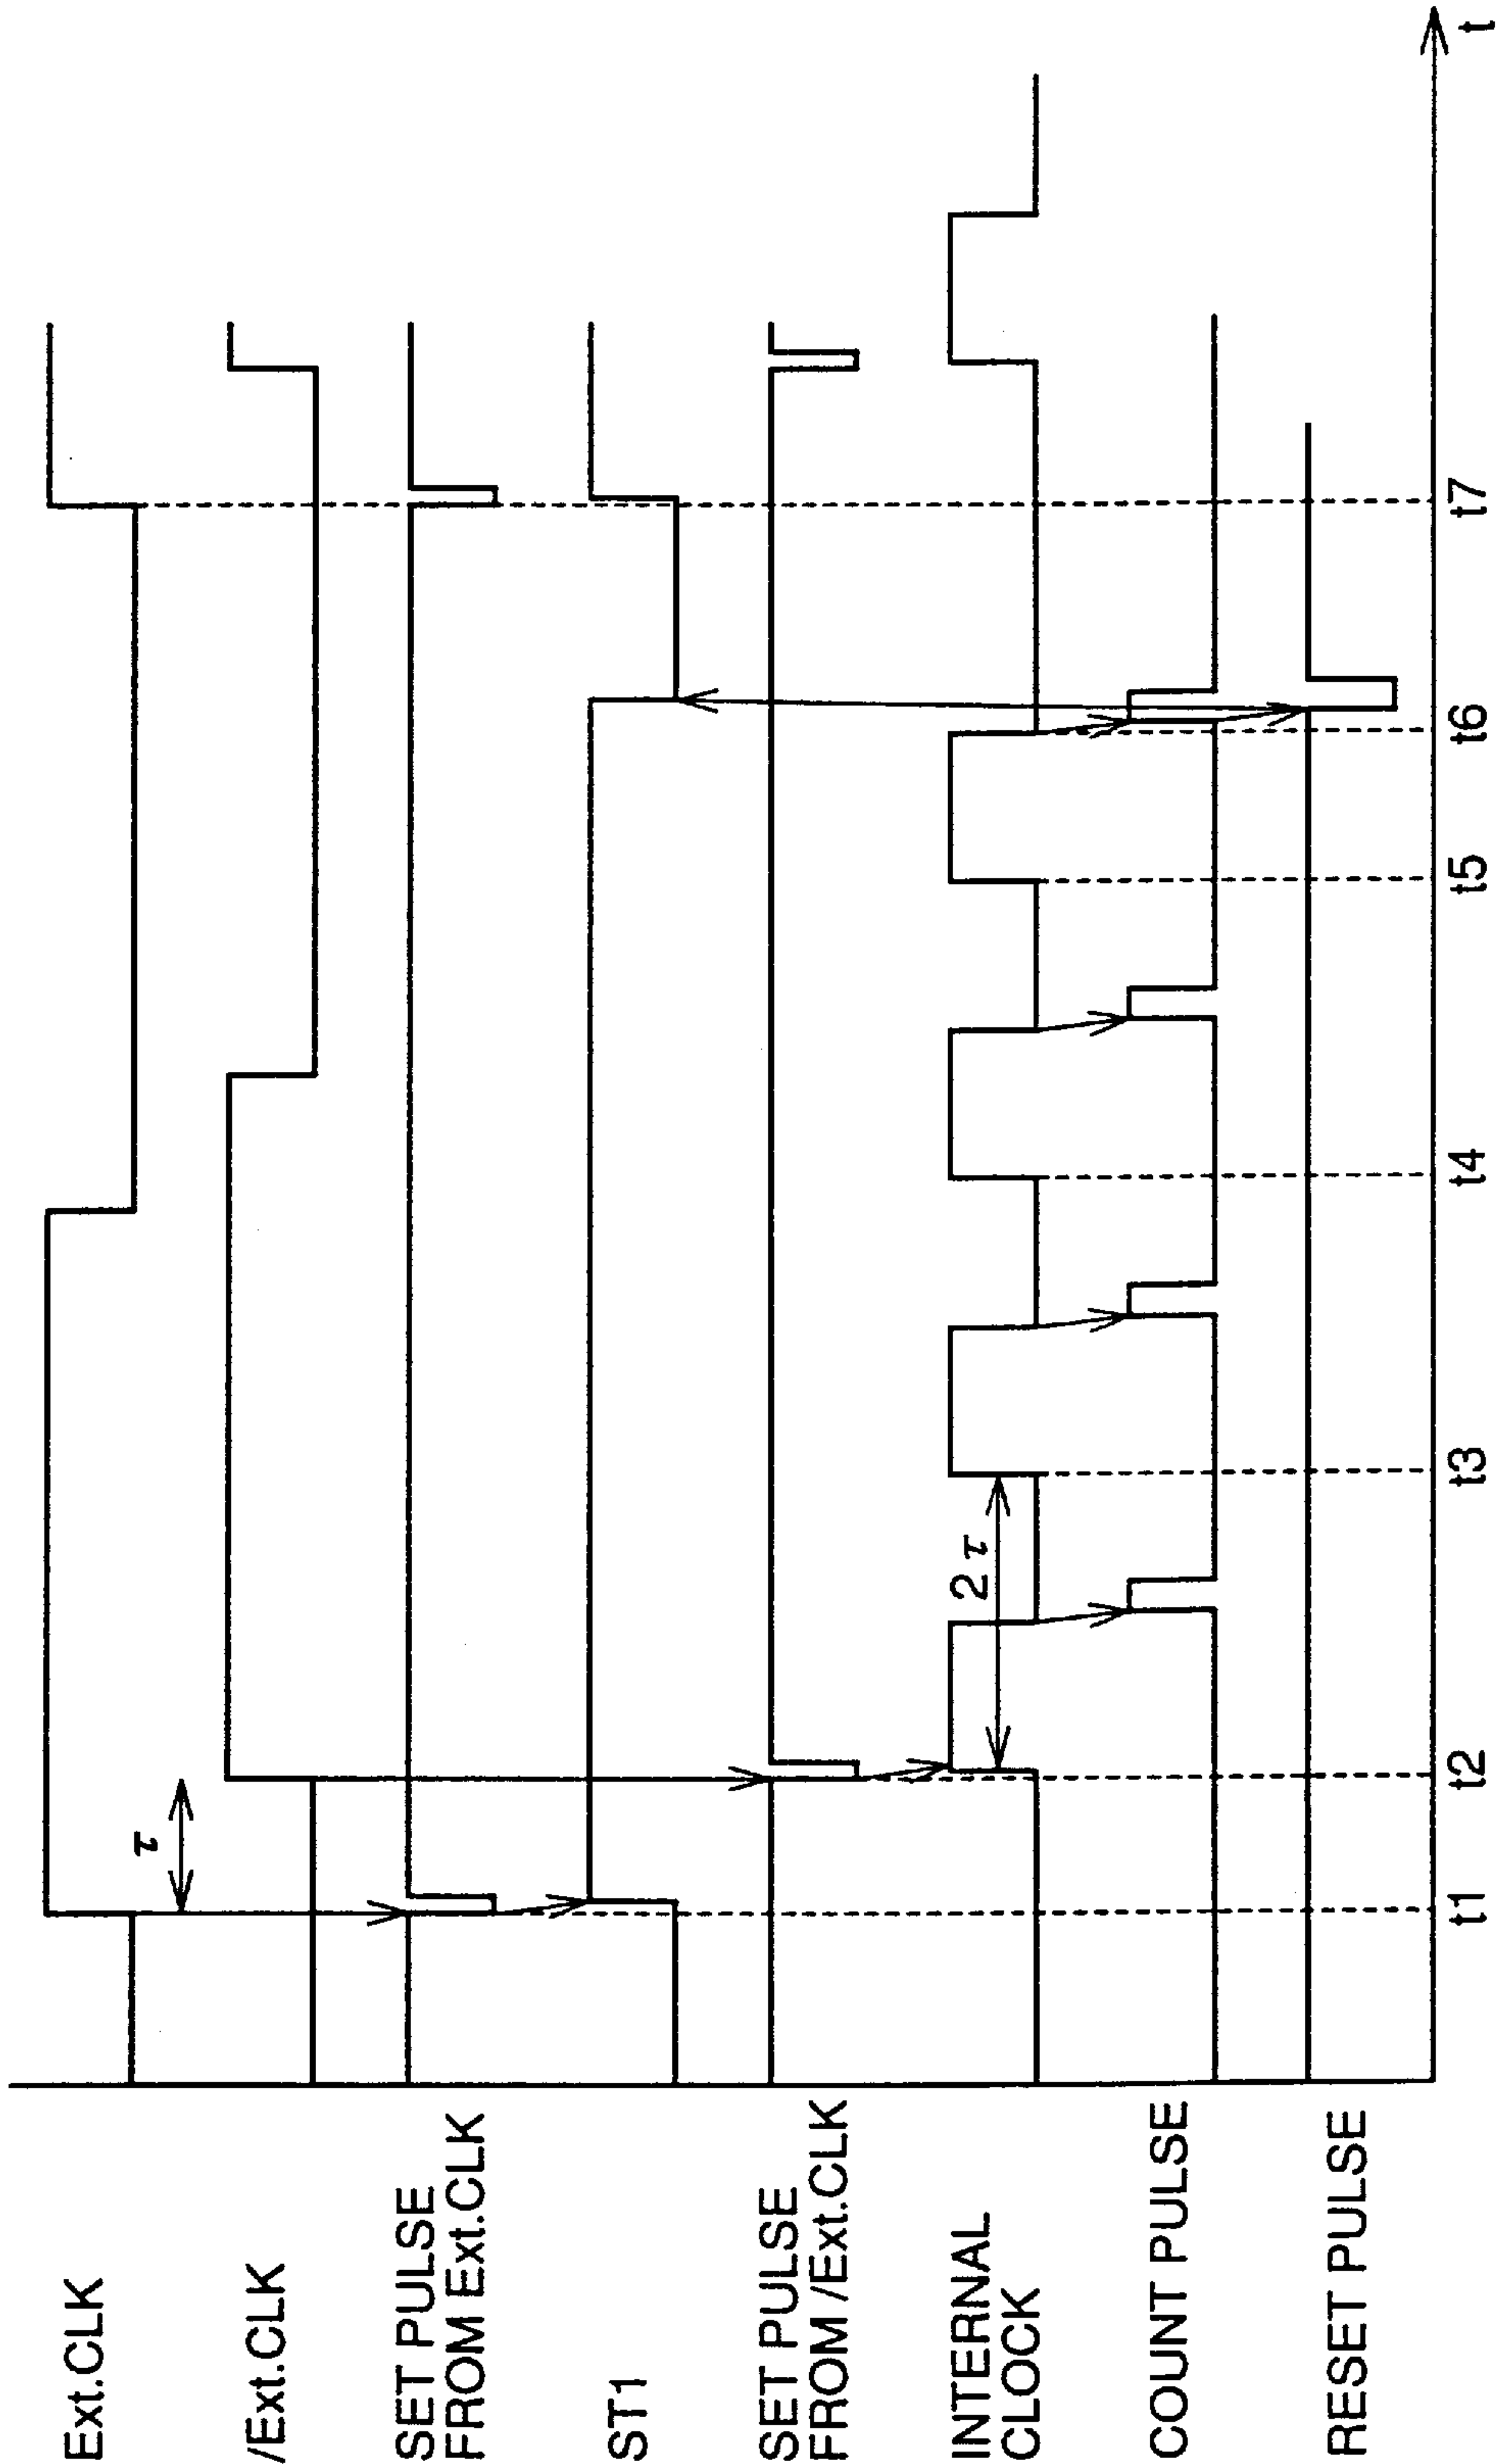 Ext.CLK
/Ext.CLK
SET PULSE
FROM Ext.CLK
ST1
SET PULSE
FROM /Ext.CLK
INTERNAL
CLOCK
COUNT PULSE
RESET PULSE
τ
2τ
t1
t2
t3
t4
t5
t6
t7
t